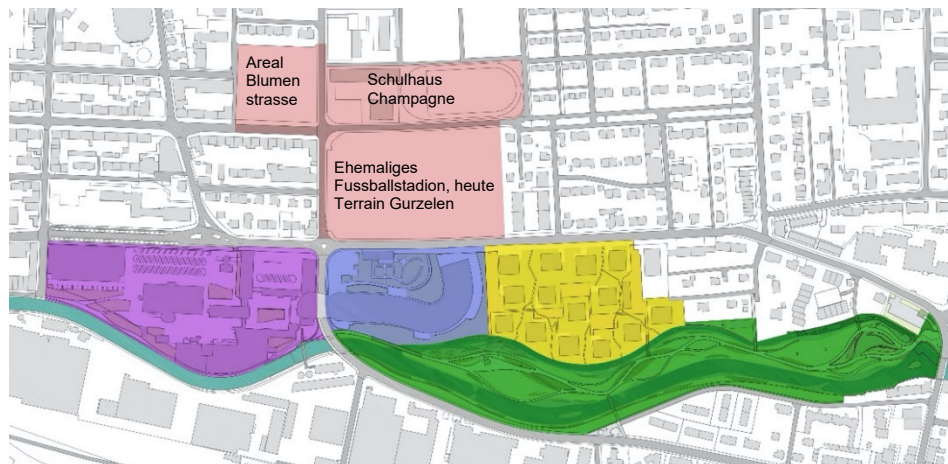 Areal
Blumen
strasse
Schulhaus
Champagne
Ehemaliges
Fussballstadion, heute
Terrain Gurzelen